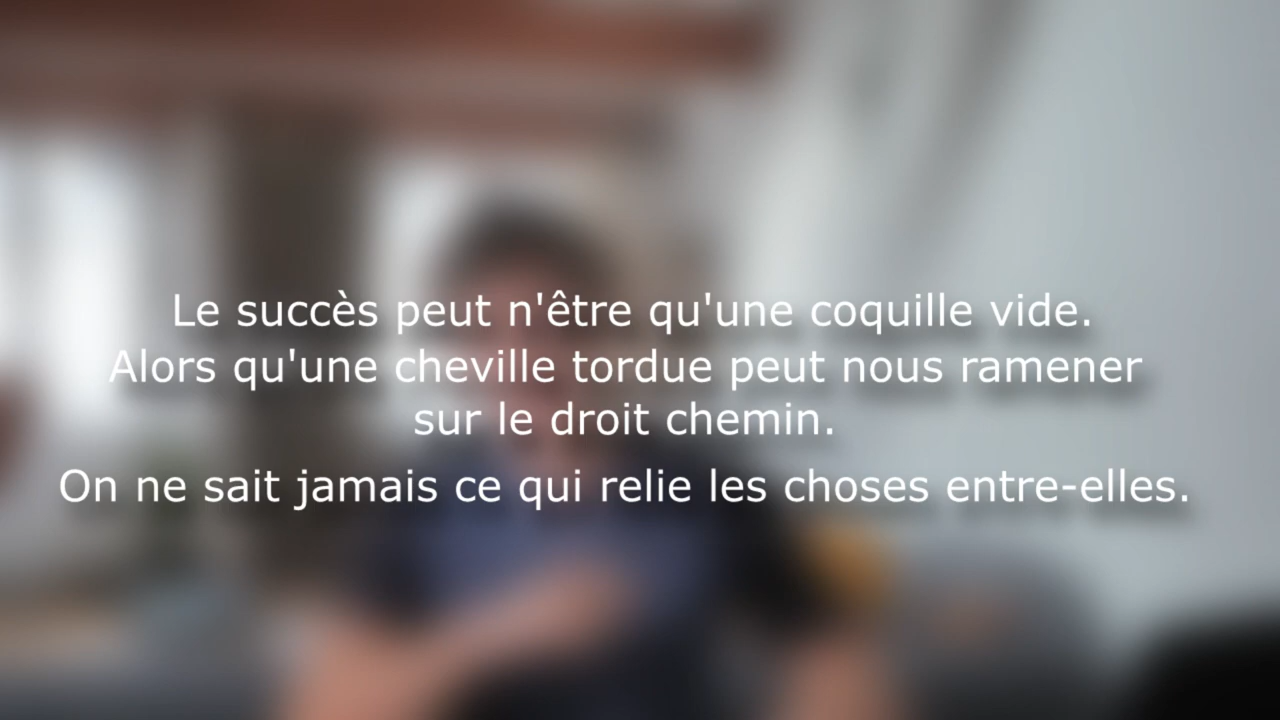 Le succès peut n'être qu'une coquille vide.
Alors qu'une cheville tordue peut nous ramener
sur le droit chemin.
On ne sait jamais ce qui relie les choses entre-elles.